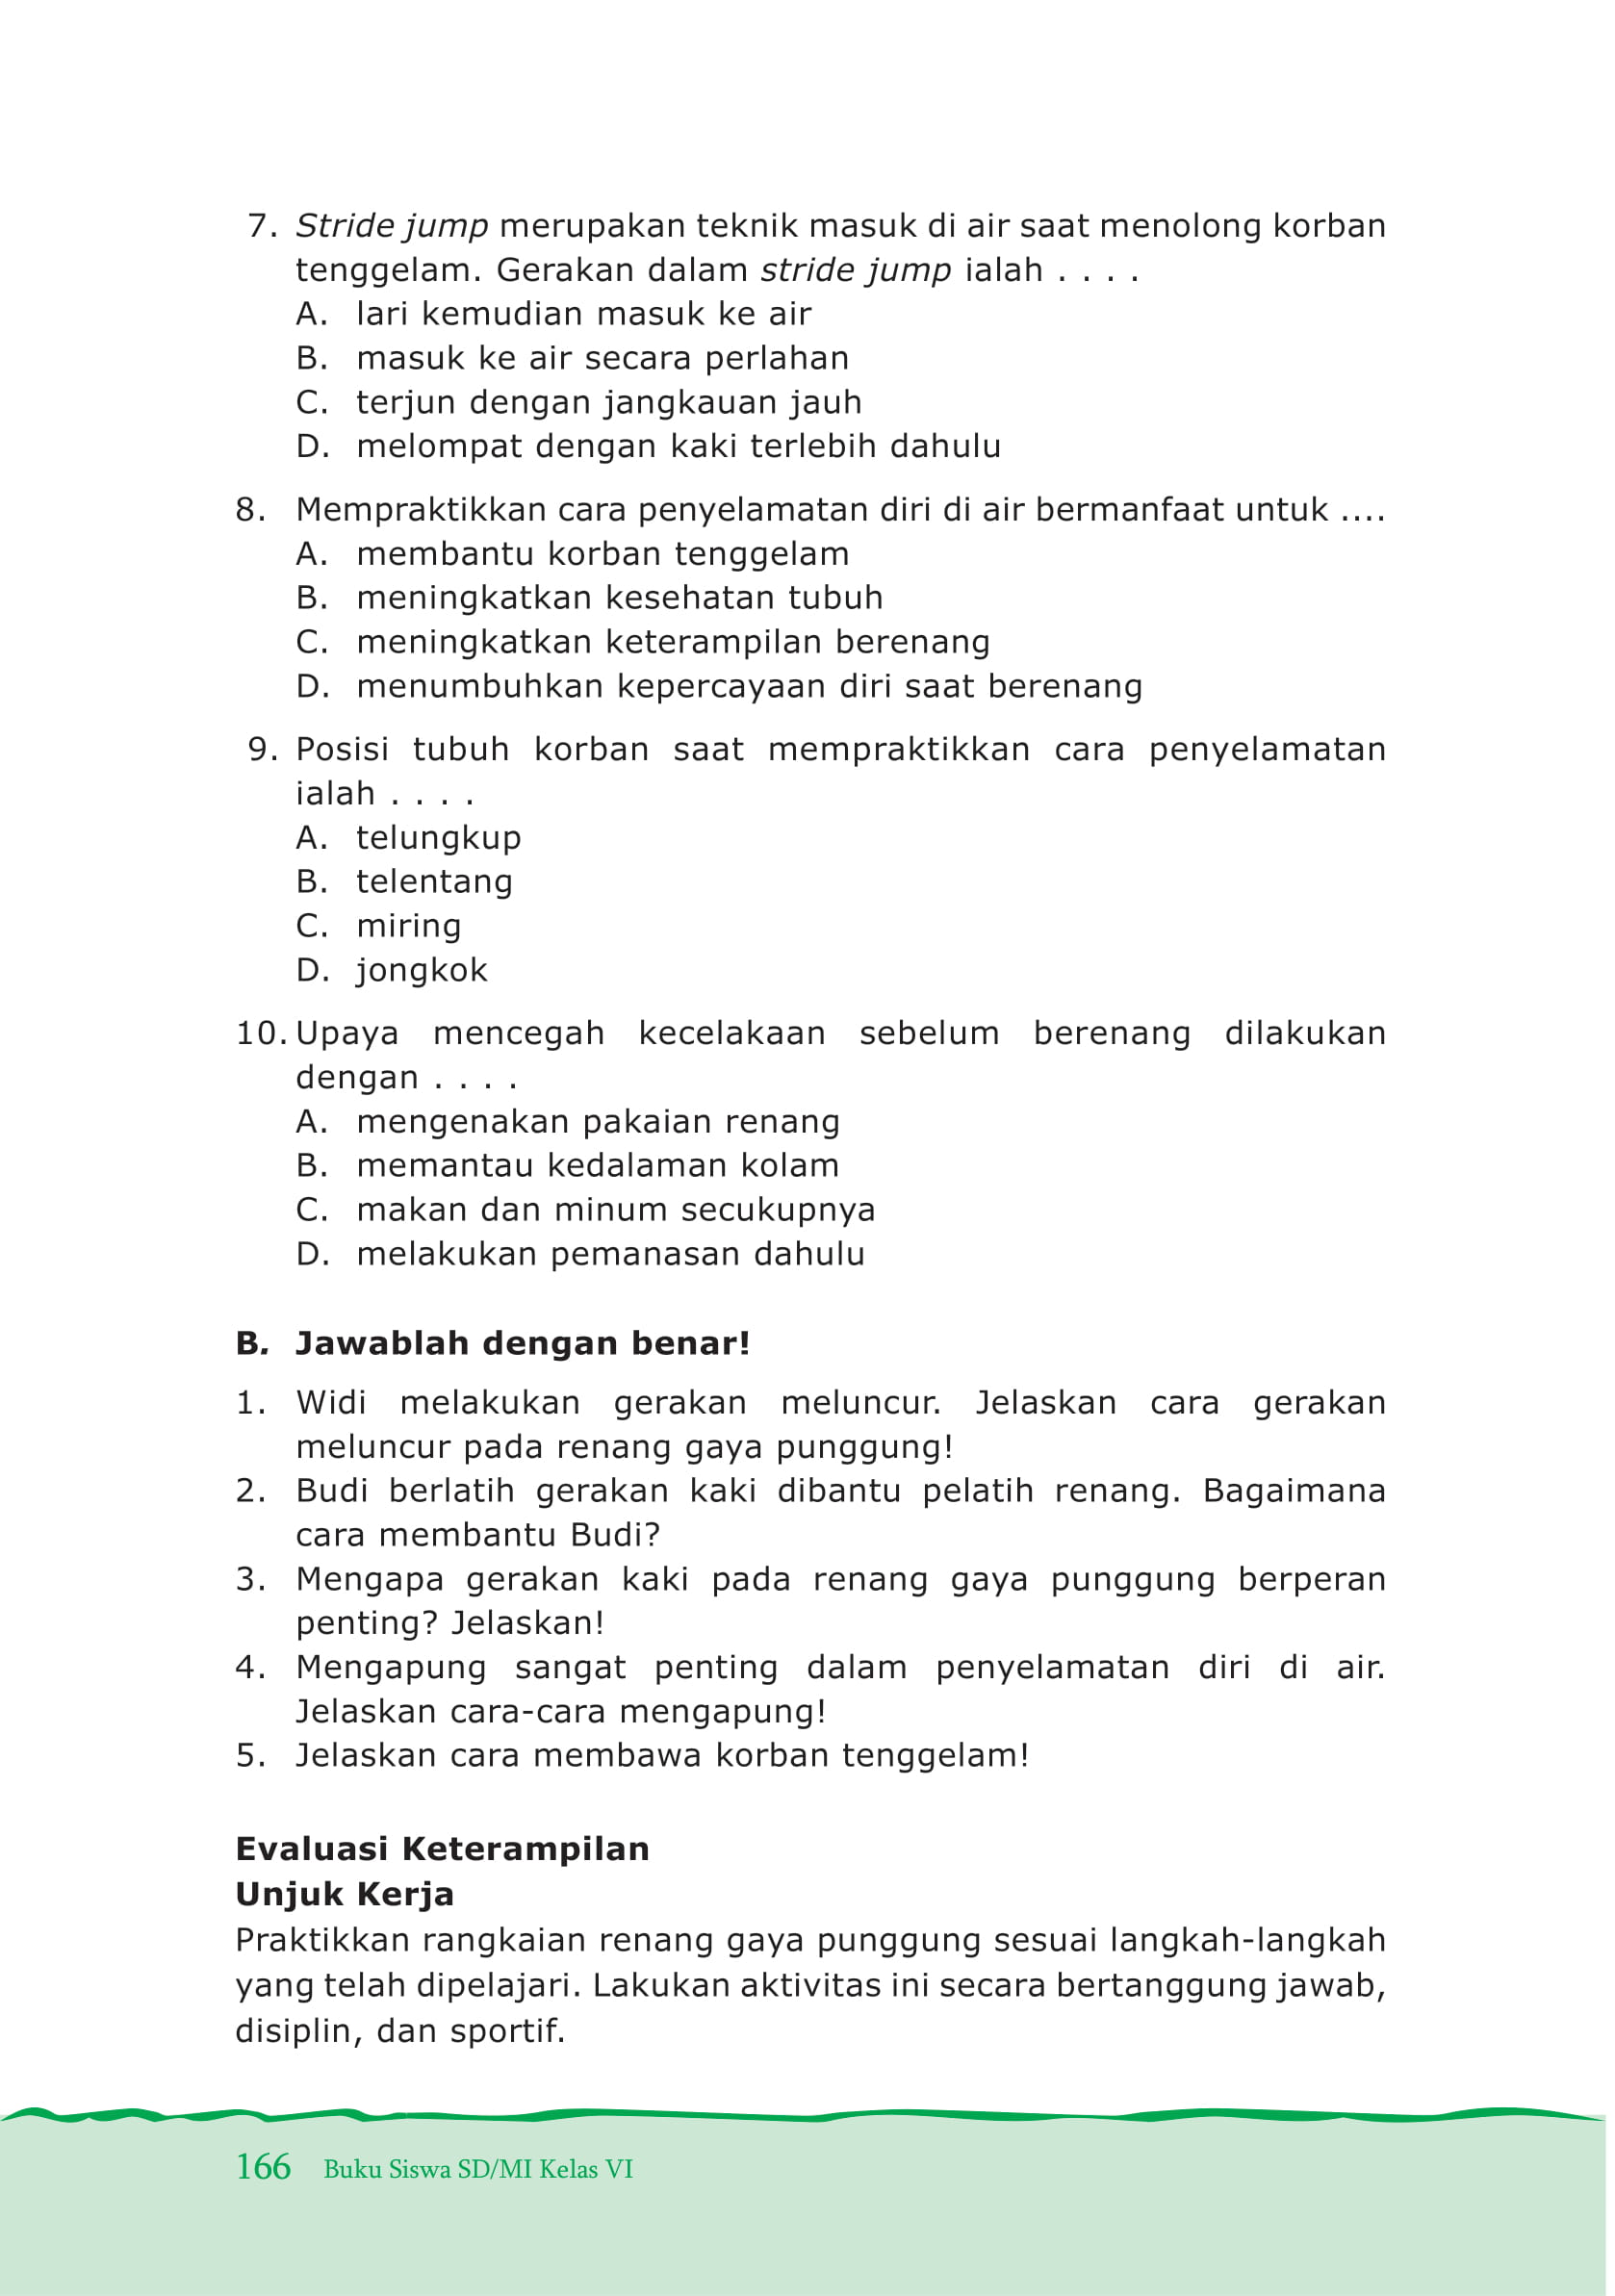 7. Stride jump merupakan teknik masuk di air saat menolong korban
tenggelam. Gerakan dalam stride jump ialah . . . .
A. lari kemudian masuk ke air
B. masuk ke air secara perlahan
C. terjun dengan jangkauan jauh
D. melompat dengan kaki terlebih dahulu
8. Mempraktikkan cara penyelamatan diri di air bermanfaat untuk ....
A. membantu korban tenggelam
B. meningkatkan kesehatan tubuh
C. meningkatkan keterampilan berenang
D. menumbuhkan kepercayaan diri saat berenang
9. Posisi tubuh korban saat mempraktikkan cara penyelamatan
ialah . . . .
A. telungkup
B. telentang
C. miring
D. jongkok
10. Upaya mencegah kecelakaan sebelum berenang dilakukan
dengan . . . .
A. mengenakan pakaian renang
B. memantau kedalaman kolam
C. makan dan minum secukupnya
D. melakukan pemanasan dahulu
B. Jawablah dengan benar!
1. Widi melakukan gerakan meluncur. Jelaskan cara gerakan
meluncur pada renang gaya punggung!
2. Budi berlatih gerakan kaki dibantu pelatih renang. Bagaimana
cara membantu Budi?
3. Mengapa gerakan kaki pada renang gaya punggung berperan
penting? Jelaskan!
4. Mengapung sangat penting dalam penyelamatan diri di air.
Jelaskan cara-cara mengapung!
5. Jelaskan cara membawa korban tenggelam!
Evaluasi Keterampilan
Unjuk Kerja
Praktikkan rangkaian renang gaya punggung sesuai langkah-langkah
yang telah dipelajari. Lakukan aktivitas ini secara bertanggung jawab,
disiplin, dan sportif.
166 Buku Siswa SD/MI Kelas VI